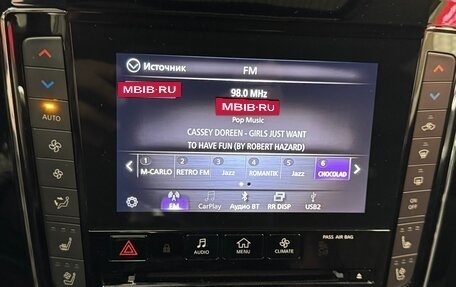 Источник
FM
MBIB.RU
98.0 MHz
MBIB.RU
Pop Music
CASSEY DOREEN - GIRLS JUST WANT
TO HAVE FUN (BY ROBERT HAZARD)
1 2 3 4 5 6
M-CARLO RETRO FM Jazz ROMANTIK Jazz CHOCOLAD
FM CarPlay Аудио BT RR DISP USB2
AUTO
ON
OFF
AUDIO MENU CLIMATE
PASS AIR BAG